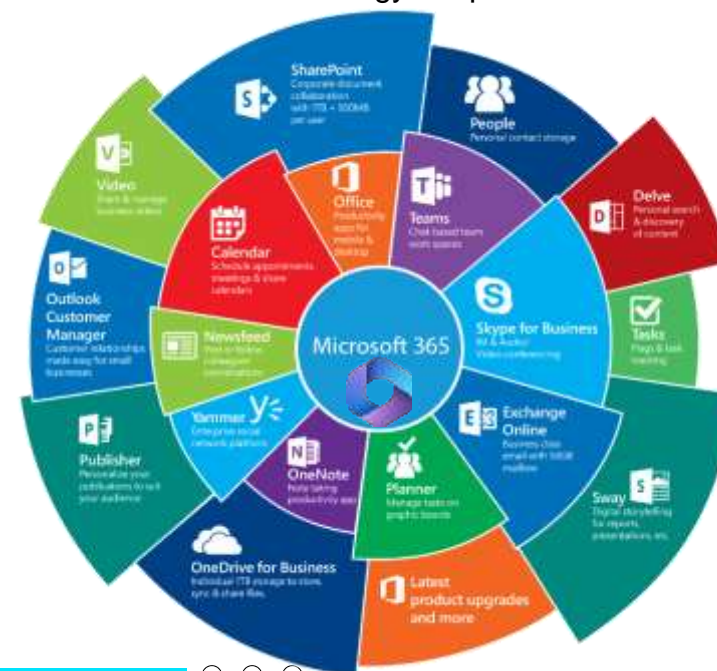 SharePoint
Corporate document
collaboration
with 1TB + 500MB
per user
People
Personal contact storage
Delve
Personal search
& discovery
of content
Video
Share & manage
business videos
Office
Productivity
apps for
mobile &
desktop
Teams
Chat based team
work spaces
Calendar
Schedule appointments
meetings & share
calendars
Skype for Business
IM & Audio/
Video conferencing
Tasks
Flags & task
tracking
Outlook
Customer
Manager
Customer relationships
made easy for small
businesses
Newsfeed
conversations
Microsoft 365
Yammer
Enterprise social
network platform
Exchange
Online
Business class
email with 50GB
mailbox
Publisher
Personalize your
publications to suit
your audience
OneNote
Note taking
productivity app
Planner
Manage tasks on
graphic boards
Sway
Digital storytelling
for reports,
presentations, etc.
OneDrive for Business
Individual 1TB storage to store,
sync & share files.
Latest
product upgrades
and more